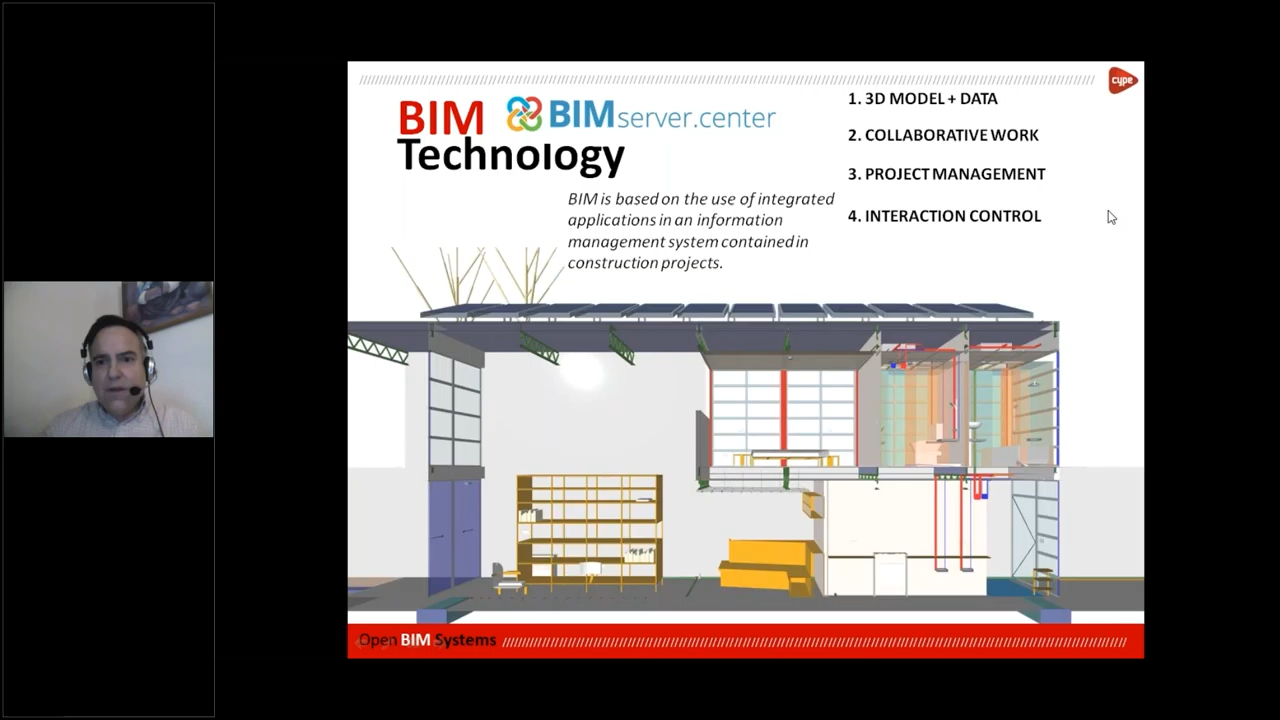 cype
BIM BIMserver.center
Technology
BIM is based on the use of integrated
applications in an information
management system contained in
construction projects.
1. 3D MODEL + DATA
2. COLLABORATIVE WORK
3. PROJECT MANAGEMENT
4. INTERACTION CONTROL
Open BIM Systems